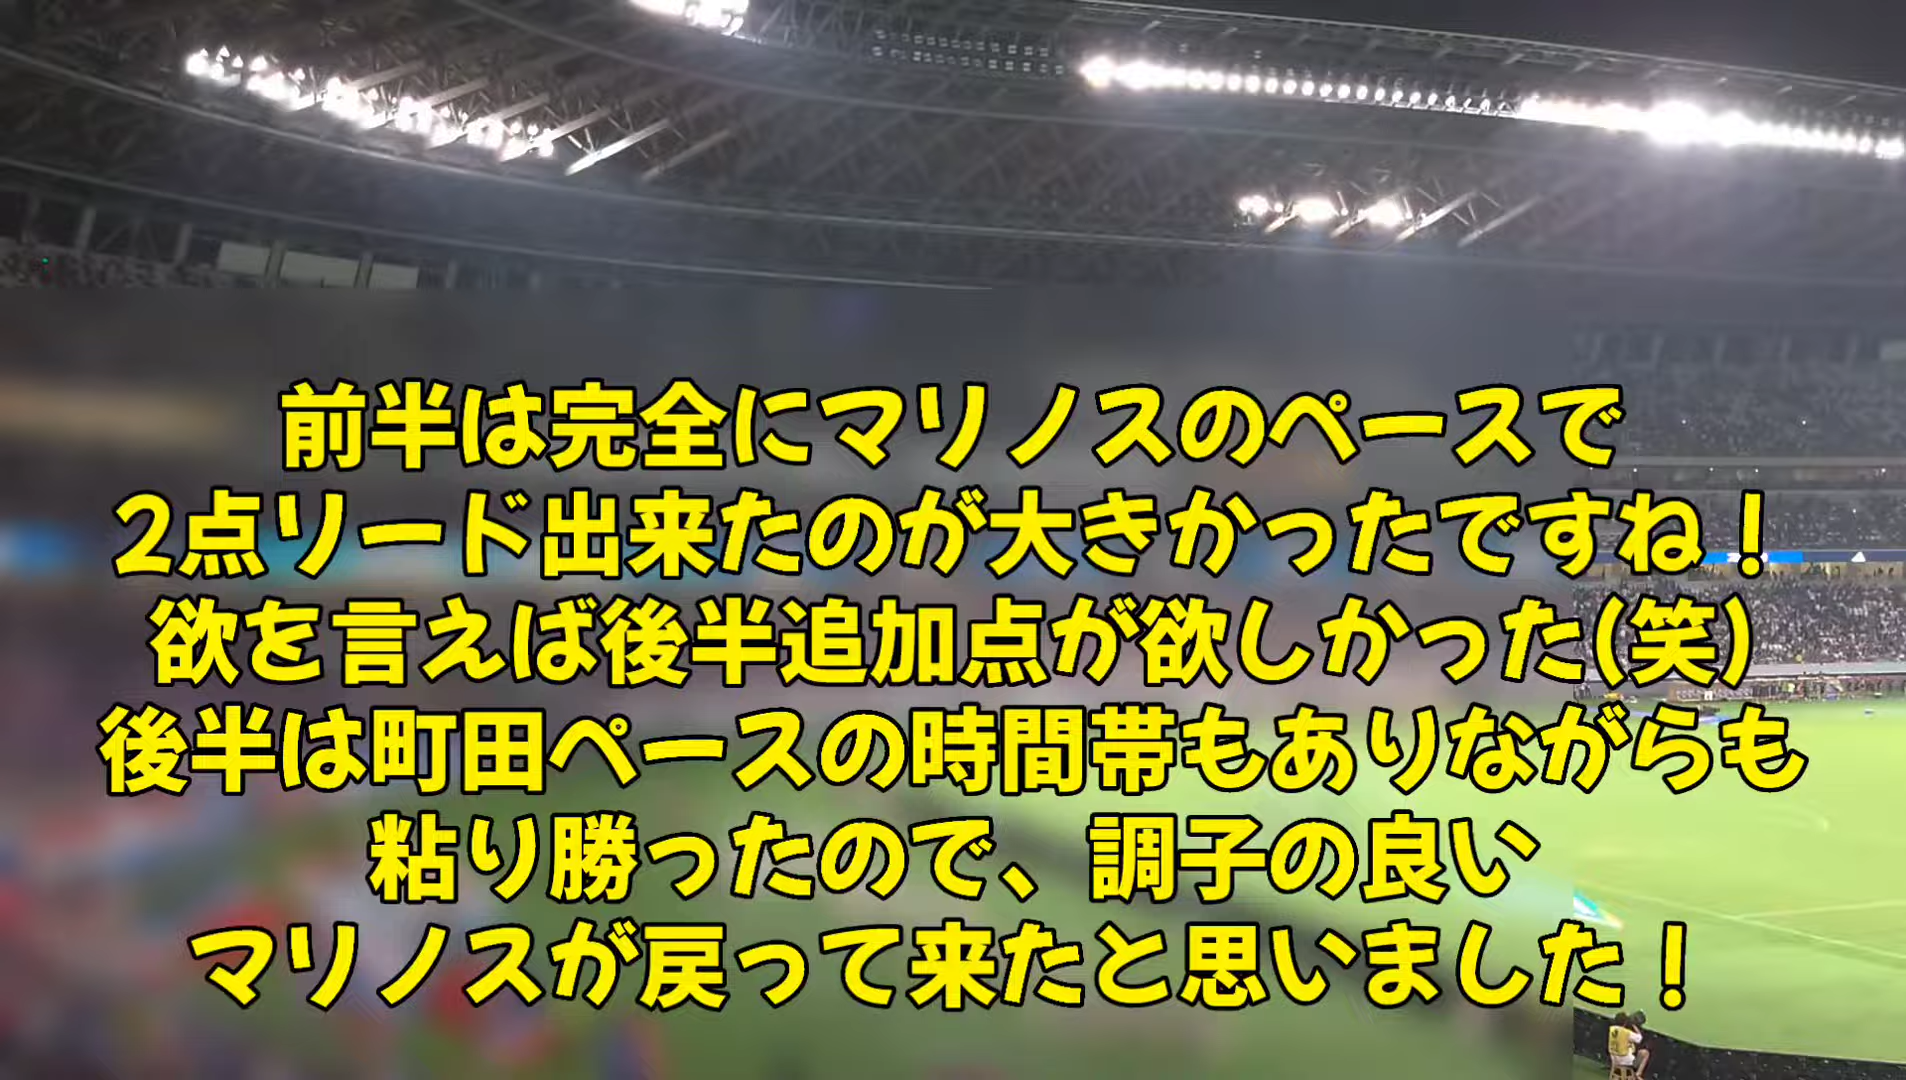 前半は完全にマリノスのペースで
2点リード出来たのが大きかったですね！
欲を言えば後半追加点が欲しかった(笑)
後半は町田ペースの時間帯もありながらも
粘り勝ったので、調子の良い
マリノスが戻って来たと思いました！